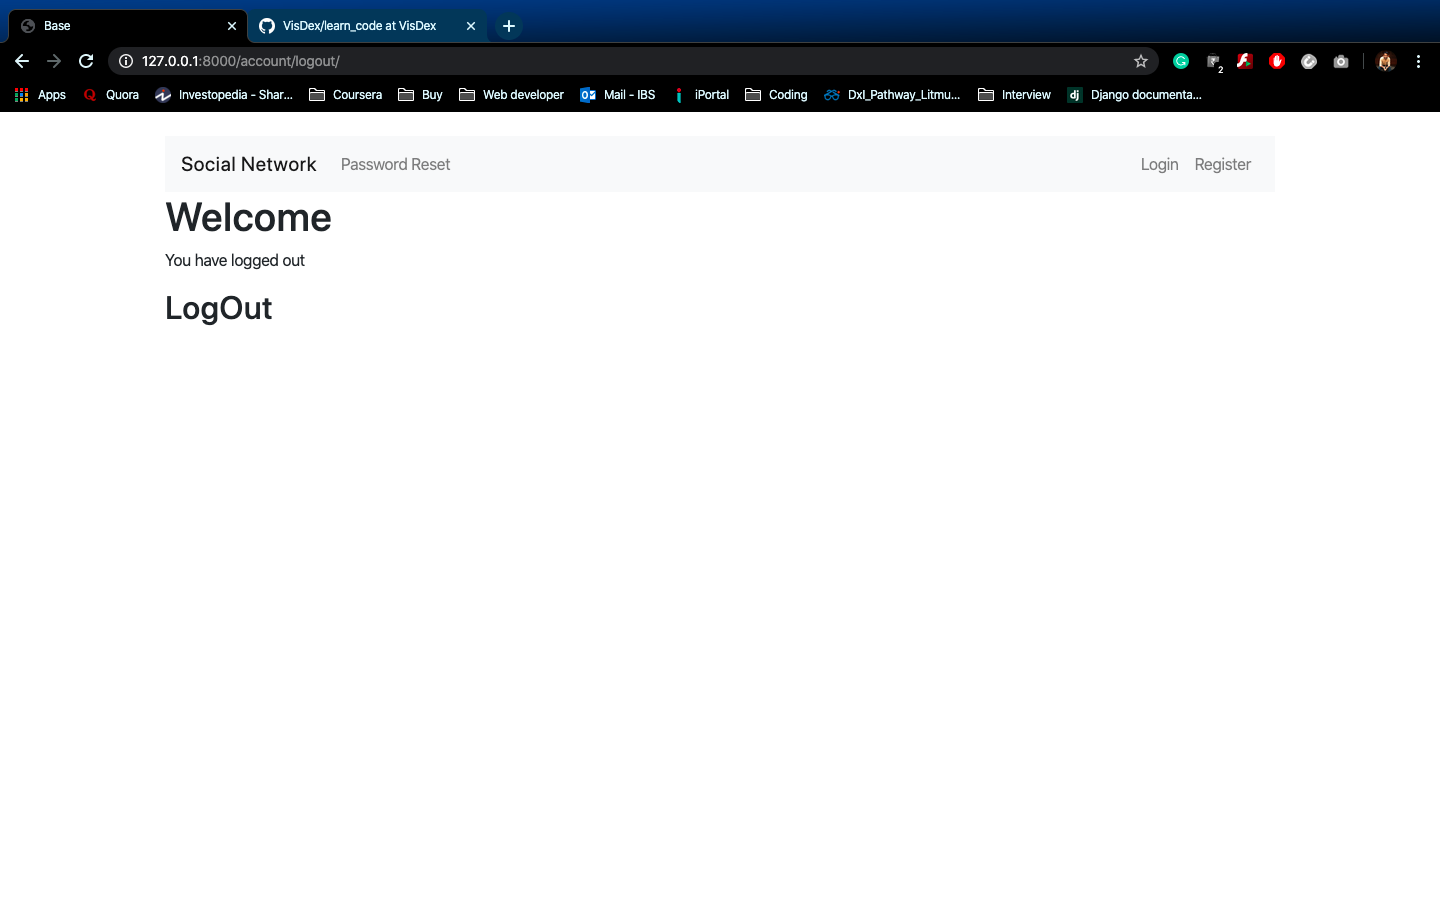 Base
VisDex/learn_code at VisDex
127.0.0.1:8000/account/logout/
2
Apps Quora Investopedia - Shar... Coursera Buy Web developer Mail - IBS iPortal Coding Dxl_Pathway_Litmu... Interview dj Django documenta...
Social Network Password Reset Login Register
Welcome
You have logged out
LogOut